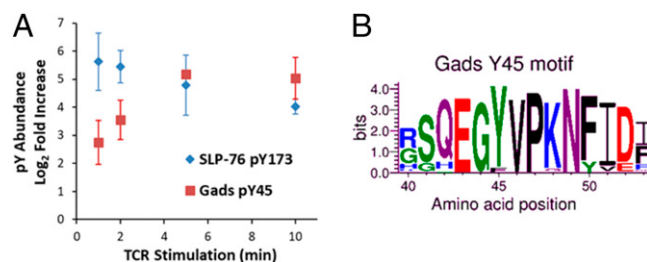 A
pY Abundance
Log2 Fold Increase
7
6
5
4
3
2
1
0
SLP-76 pY173
Gads pY45
0
2
4
6
8
10
TCR Stimulation (min)
B
Gads Y45 motif
bits
4.0
3.0
2.0
1.0
0.0
SQEGYVPKNFID
40
45
50
Amino acid position